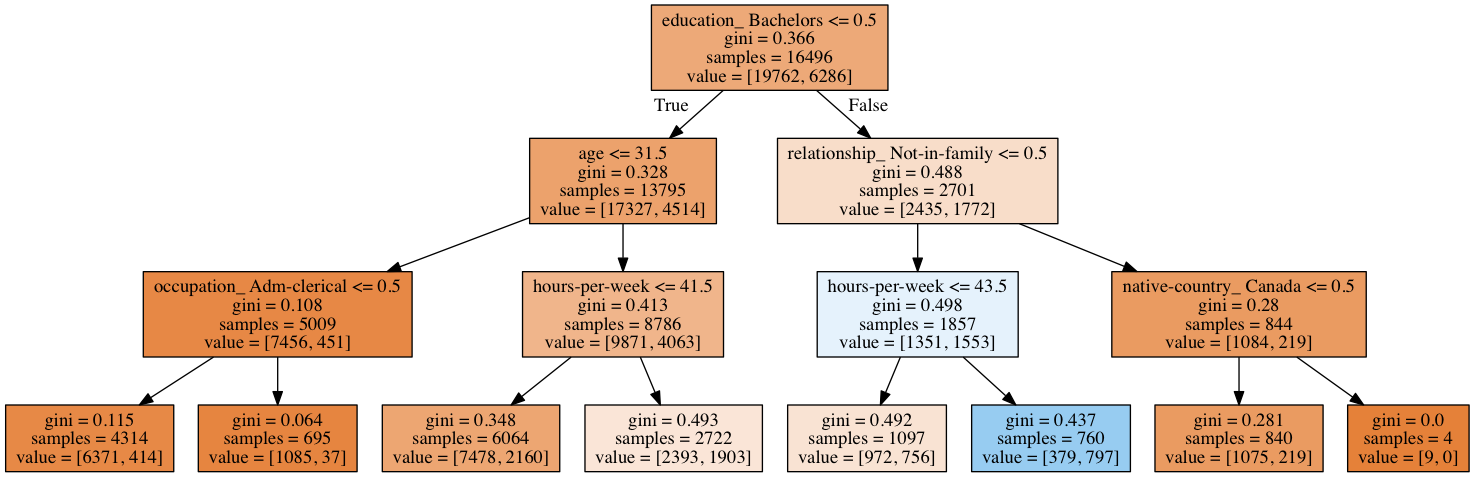 education_ Bachelors <= 0.5
gini = 0.366
samples = 16496
value = [19762, 6286]
True
False
age <= 31.5
gini = 0.328
samples = 13795
value = [17327, 4514]
relationship_ Not-in-family <= 0.5
gini = 0.488
samples = 2701
value = [2435, 1772]
occupation_ Adm-clerical <= 0.5
gini = 0.108
samples = 5009
value = [7456, 451]
hours-per-week <= 41.5
gini = 0.413
samples = 8786
value = [9871, 4063]
hours-per-week <= 43.5
gini = 0.498
samples = 1857
value = [1351, 1553]
native-country_ Canada <= 0.5
gini = 0.28
samples = 844
value = [1084, 219]
gini = 0.115
samples = 4314
value = [6371, 414]
gini = 0.064
samples = 695
value = [1085, 37]
gini = 0.348
samples = 6064
value = [7478, 2160]
gini = 0.493
samples = 2722
value = [2393, 1903]
gini = 0.492
samples = 1097
value = [972, 756]
gini = 0.437
samples = 760
value = [379, 797]
gini = 0.281
samples = 840
value = [1075, 219]
gini = 0.0
samples = 4
value = [9, 0]